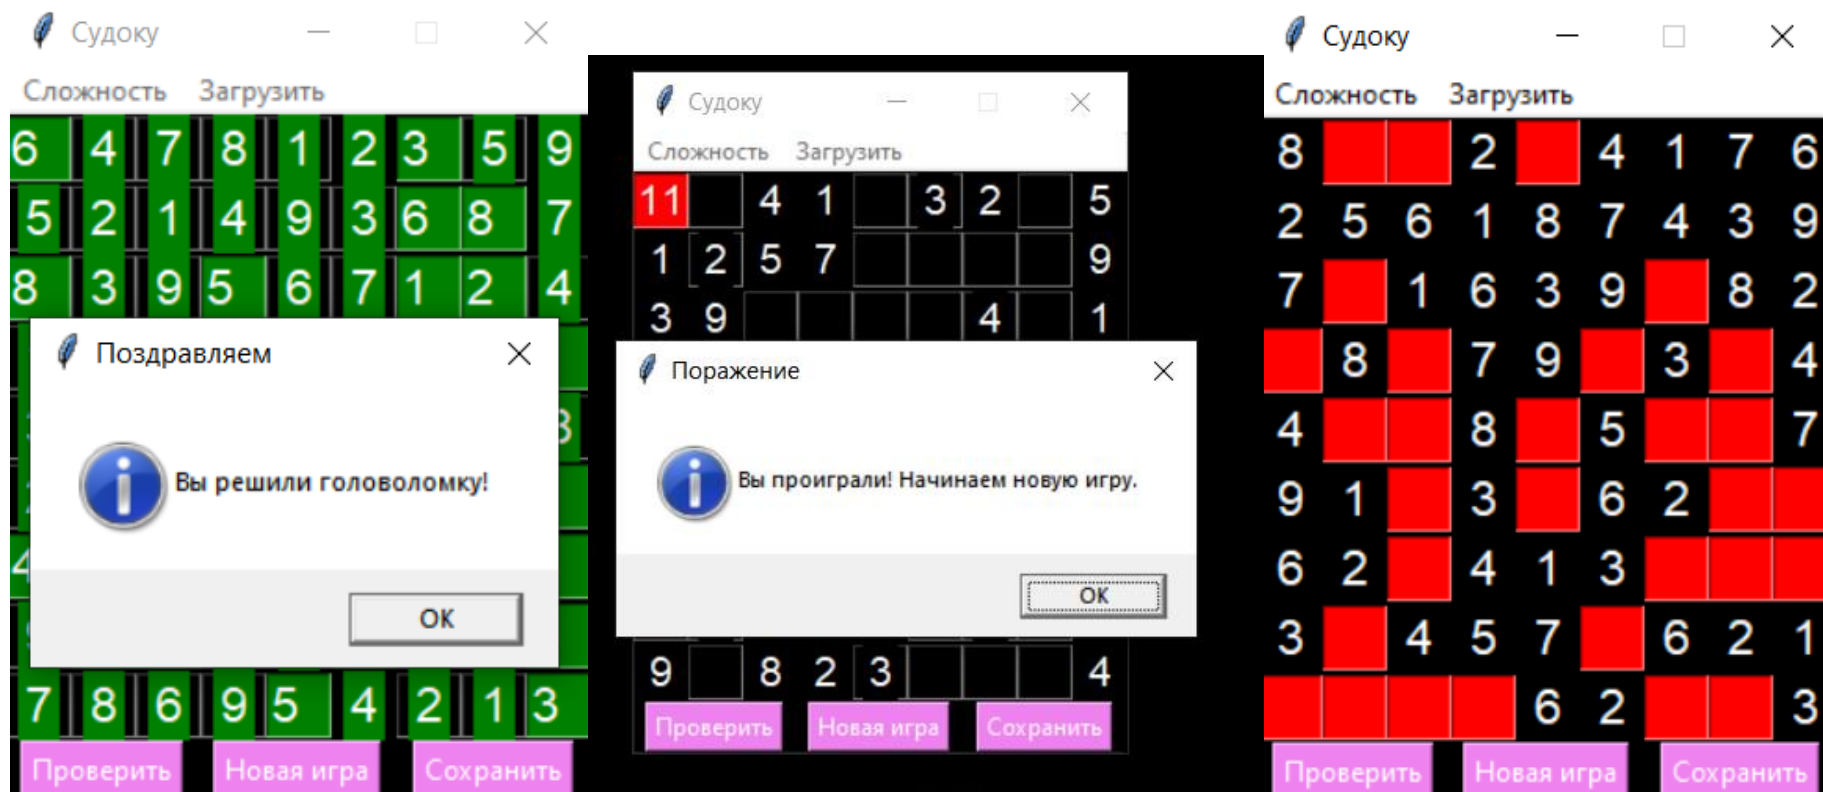 Судоку
Сложность Загрузить
6 4 7 8 1 2 3 5 9
5 2 1 4 9 3 6 8 7
8 3 9 5 6 7 1 2 4
Поздравляем
Вы решили головоломку!
OK
7 8 6 9 5 4 2 1 3
Проверить Новая игра Сохранить
Судоку
Сложность Загрузить
11 4 1 3 2 5
1 2 5 7 9
3 9 4 1
Поражение
Вы проиграли! Начинаем новую игру.
OK
9 8 2 3 4
Проверить Новая игра Сохранить
Судоку
Сложность Загрузить
8 2 4 1 7 6
2 5 6 1 8 7 4 3 9
7 1 6 3 9 8 2
8 7 9 3 4
4 8 5 7
9 1 3 6 2
6 2 4 1 3
3 4 5 7 6 2 1
6 2 3
Проверить Новая игра Сохранить